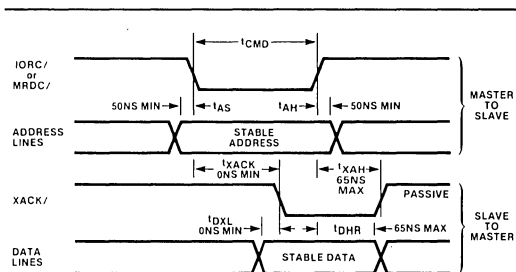 tCMD
IORC/
or
MRDC/
50NS MIN
tAS
tAH
50NS MIN
MASTER
TO
SLAVE
ADDRESS
LINES
STABLE
ADDRESS
tXACK
0NS MIN
tXAH
65NS
MAX
XACK/
PASSIVE
tDXL
0NS MIN
tDHR
65NS MAX
SLAVE
TO
MASTER
DATA
LINES
STABLE DATA